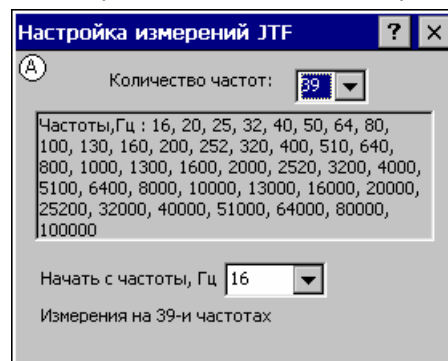 Настройка измерений JTF ? ×
A
Количество частот: 39
Частоты,Гц : 16, 20, 25, 32, 40, 50, 64, 80,
100, 130, 160, 200, 252, 320, 400, 510, 640,
800, 1000, 1300, 1600, 2000, 2520, 3200, 4000,
5100, 6400, 8000, 10000, 13000, 16000, 20000,
25200, 32000, 40000, 51000, 64000, 80000,
100000
Начать с частоты, Гц 16
Измерения на 39-и частотах